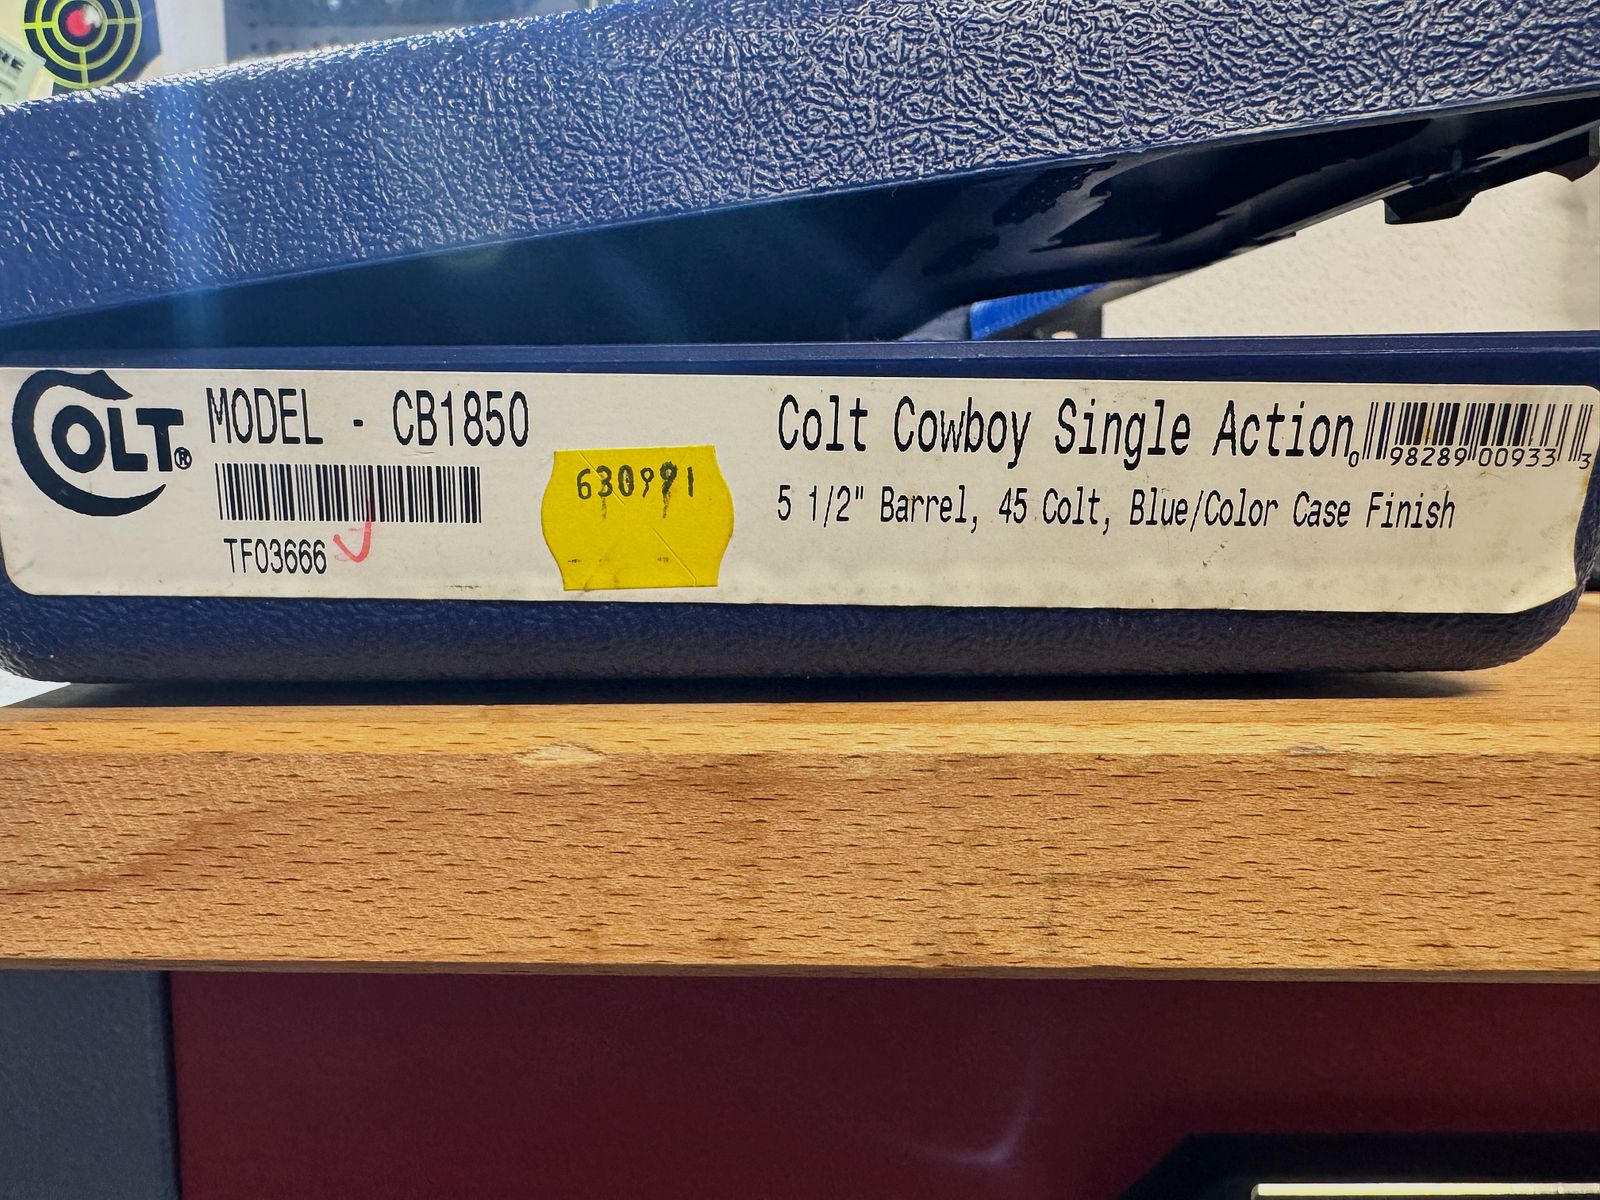 RE
COLT®
MODEL - CB1850
TF03666
630991
Colt Cowboy Single Action
5 1/2" Barrel, 45 Colt, Blue/Color Case Finish
0 98289 00933 3